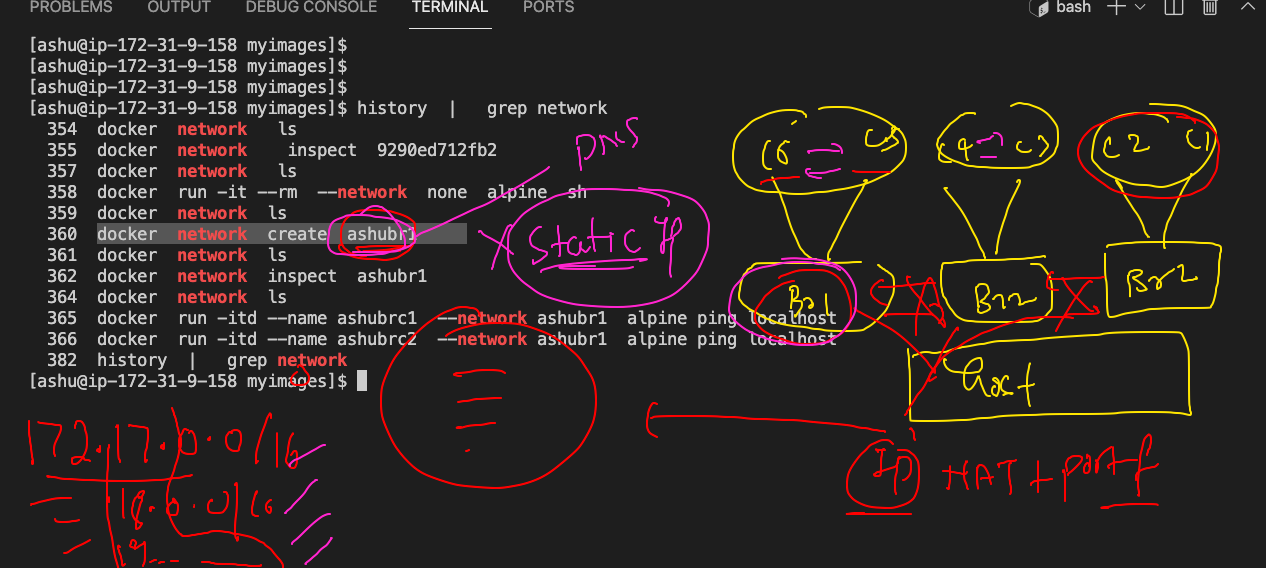 PROBLEMS OUTPUT DEBUG CONSOLE TERMINAL PORTS bash
[ashu@ip-172-31-9-158 myimages]$
[ashu@ip-172-31-9-158 myimages]$
[ashu@ip-172-31-9-158 myimages]$
[ashu@ip-172-31-9-158 myimages]$ history | grep network
354 docker network ls
355 docker network inspect 9290ed712fb2
357 docker network ls
358 docker run -it --rm --network none alpine sh
359 docker network ls
360 docker network create ashubr1
361 docker network ls
362 docker network inspect ashubr1
364 docker network ls
365 docker run -itd --name ashubrc1 --network ashubr1 alpine ping localhost
366 docker run -itd --name ashubrc2 --network ashubr1 alpine ping localhost
382 history | grep network
[ashu@ip-172-31-9-158 myimages]$
DNS
Static IP
C6 C5
C4 C3
C2 C1
Br1
Br2
Br2
Host
IP NAT + port f
172.17.0.0/16
18.0.0/16
19...